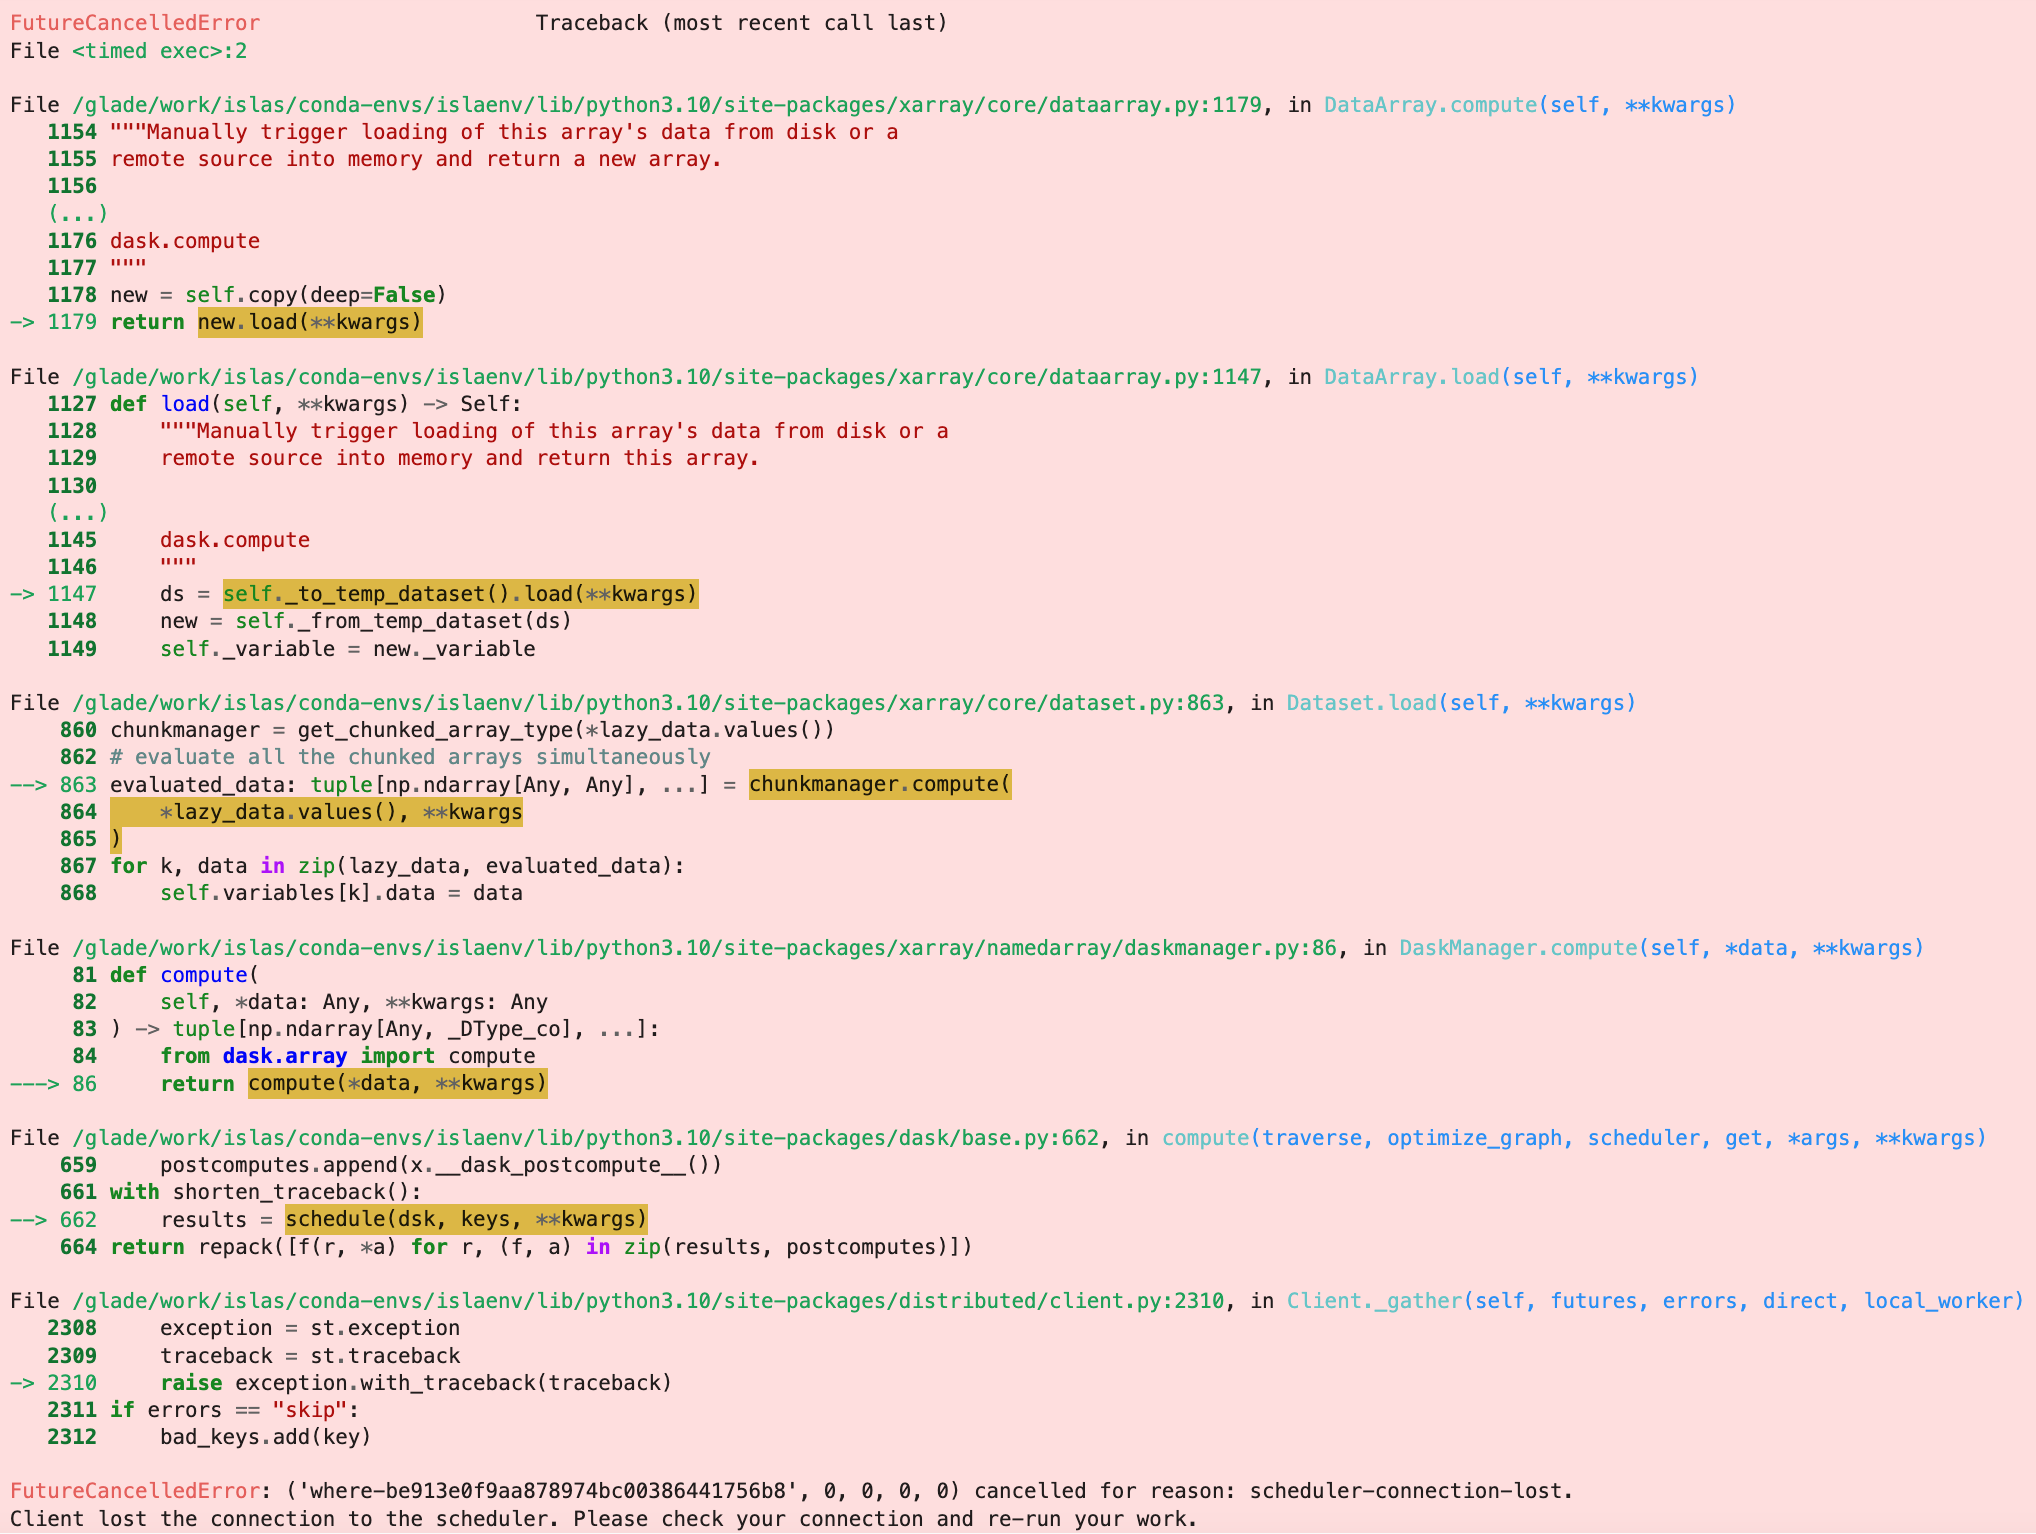 FutureCancelledError                      Traceback (most recent call last)
File <timed exec>:2

File /glade/work/islas/conda-envs/islaenv/lib/python3.10/site-packages/xarray/core/dataarray.py:1179, in DataArray.compute(self, **kwargs)
   1154 """Manually trigger loading of this array's data from disk or a
   1155 remote source into memory and return a new array.
   1156
   (...)
   1176 dask.compute
   1177 """
   1178 new = self.copy(deep=False)
-> 1179 return new.load(**kwargs)

File /glade/work/islas/conda-envs/islaenv/lib/python3.10/site-packages/xarray/core/dataarray.py:1147, in DataArray.load(self, **kwargs)
   1127 def load(self, **kwargs) -> Self:
   1128     """Manually trigger loading of this array's data from disk or a
   1129     remote source into memory and return this array.
   1130
   (...)
   1145     dask.compute
   1146     """
-> 1147     ds = self._to_temp_dataset().load(**kwargs)
   1148     new = self._from_temp_dataset(ds)
   1149     self._variable = new._variable

File /glade/work/islas/conda-envs/islaenv/lib/python3.10/site-packages/xarray/core/dataset.py:863, in Dataset.load(self, **kwargs)
    860 chunkmanager = get_chunked_array_type(*lazy_data.values())
    862 # evaluate all the chunked arrays simultaneously
--> 863 evaluated_data: tuple[np.ndarray[Any, Any], ...] = chunkmanager.compute(
    864     *lazy_data.values(), **kwargs
    865 )
    867 for k, data in zip(lazy_data, evaluated_data):
    868     self.variables[k].data = data

File /glade/work/islas/conda-envs/islaenv/lib/python3.10/site-packages/xarray/namedarray/daskmanager.py:86, in DaskManager.compute(self, *data, **kwargs)
     81 def compute(
     82     self, *data: Any, **kwargs: Any
     83 ) -> tuple[np.ndarray[Any, _DType_co], ...]:
     84     from dask.array import compute
---> 86     return compute(*data, **kwargs)

File /glade/work/islas/conda-envs/islaenv/lib/python3.10/site-packages/dask/base.py:662, in compute(traverse, optimize_graph, scheduler, get, *args, **kwargs)
    659     postcomputes.append(x.__dask_postcompute__())
    661 with shorten_traceback():
--> 662     results = schedule(dsk, keys, **kwargs)
    664 return repack([f(r, *a) for r, (f, a) in zip(results, postcomputes)])

File /glade/work/islas/conda-envs/islaenv/lib/python3.10/site-packages/distributed/client.py:2310, in Client._gather(self, futures, errors, direct, local_worker)
   2308     exception = st.exception
   2309     traceback = st.traceback
-> 2310     raise exception.with_traceback(traceback)
   2311 if errors == "skip":
   2312     bad_keys.add(key)

FutureCancelledError: ('where-be913e0f9aa878974bc00386441756b8', 0, 0, 0, 0) cancelled for reason: scheduler-connection-lost.
Client lost the connection to the scheduler. Please check your connection and re-run your work.